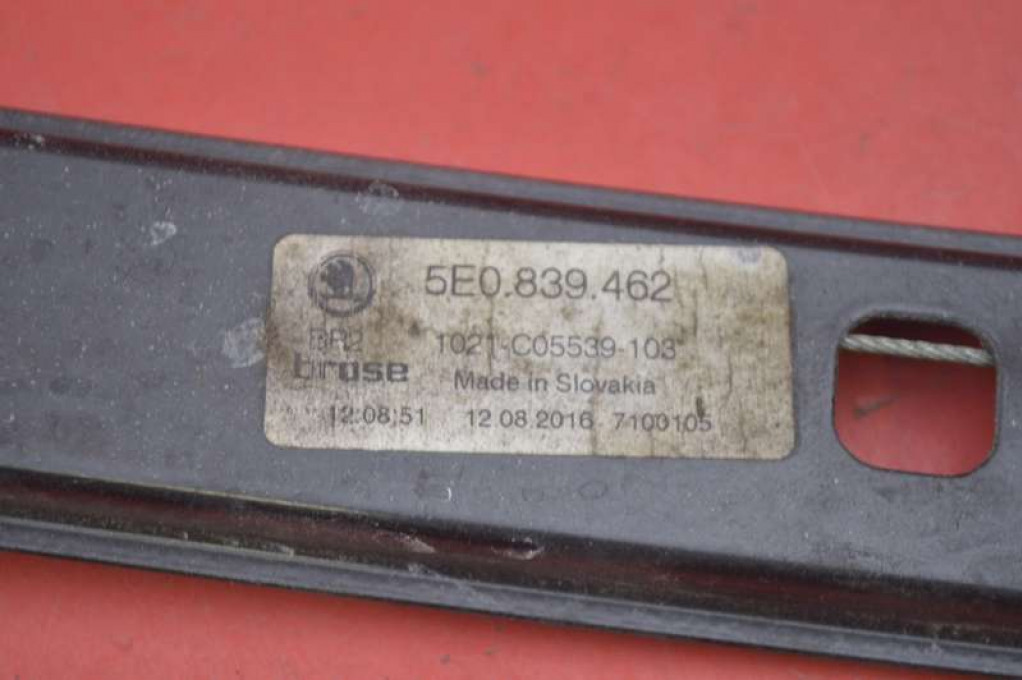 5E0.839.462
BR2
1021-C05539-103
brose
Made in Slovakia
12:08:51 12.08.2016 7100105